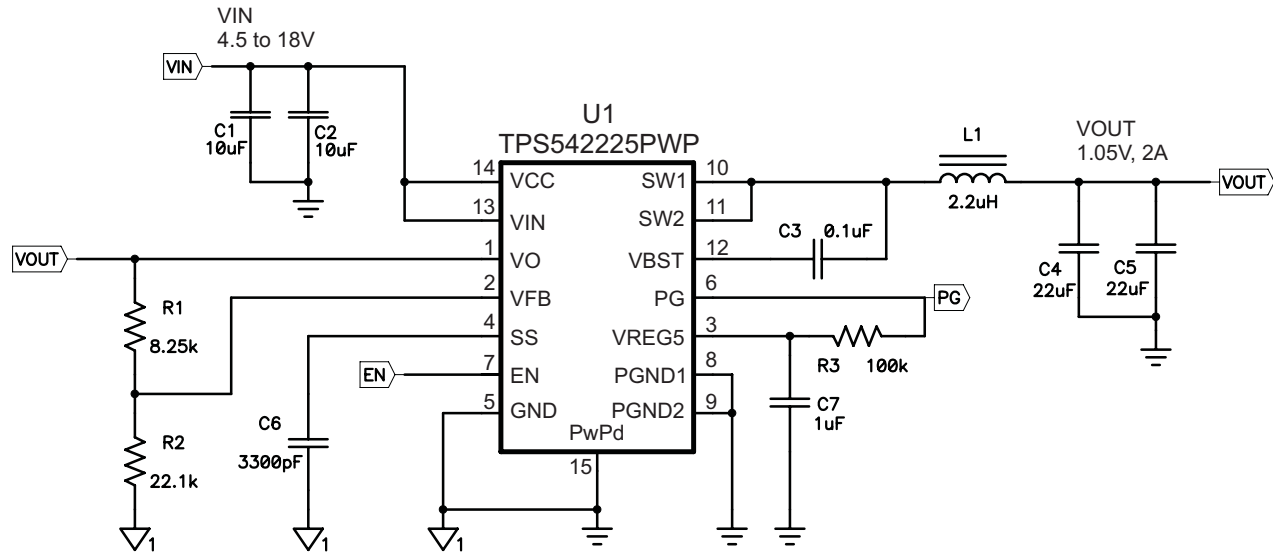 VIN
4.5 to 18V
VIN
C1
10uF
C2
10uF
U1
TPS542225PWP
14
VCC
13
VIN
1
VO
2
VFB
4
SS
7
EN
5
GND
PwPd
15
SW1
10
SW2
11
VBST
12
PG
6
VREG5
3
PGND1
8
PGND2
9
L1
2.2uH
VOUT
1.05V, 2A
VOUT
C3
0.1uF
C4
22uF
C5
22uF
PG
R3
100k
C7
1uF
VOUT
R1
8.25k
R2
22.1k
EN
C6
3300pF
1
1
1